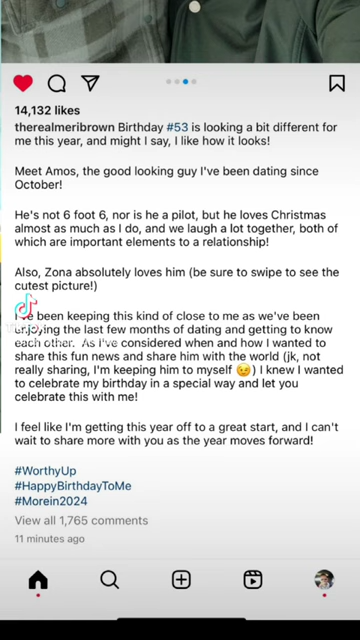 14,132 likes
therealmeribrown Birthday #53 is looking a bit different for
me this year, and might I say, I like how it looks!
Meet Amos, the good looking guy I've been dating since
October!
He's not 6 foot 6, nor is he a pilot, but he loves Christmas
almost as much as I do, and we laugh a lot together, both of
which are important elements to a relationship!
Also, Zona absolutely loves him (be sure to swipe to see the
cutest picture!)
I've been keeping this kind of close to me as we've been
enjoying the last few months of dating and getting to know
each other. As I've considered when and how I wanted to
share this fun news and share him with the world (jk, not
really sharing, I'm keeping him to myself 😉) I knew I wanted
to celebrate my birthday in a special way and let you
celebrate this with me!
I feel like I'm getting this year off to a great start, and I can't
wait to share more with you as the year moves forward!
#WorthyUp
#HappyBirthdayToMe
#Morein2024
View all 1,765 comments
11 minutes ago